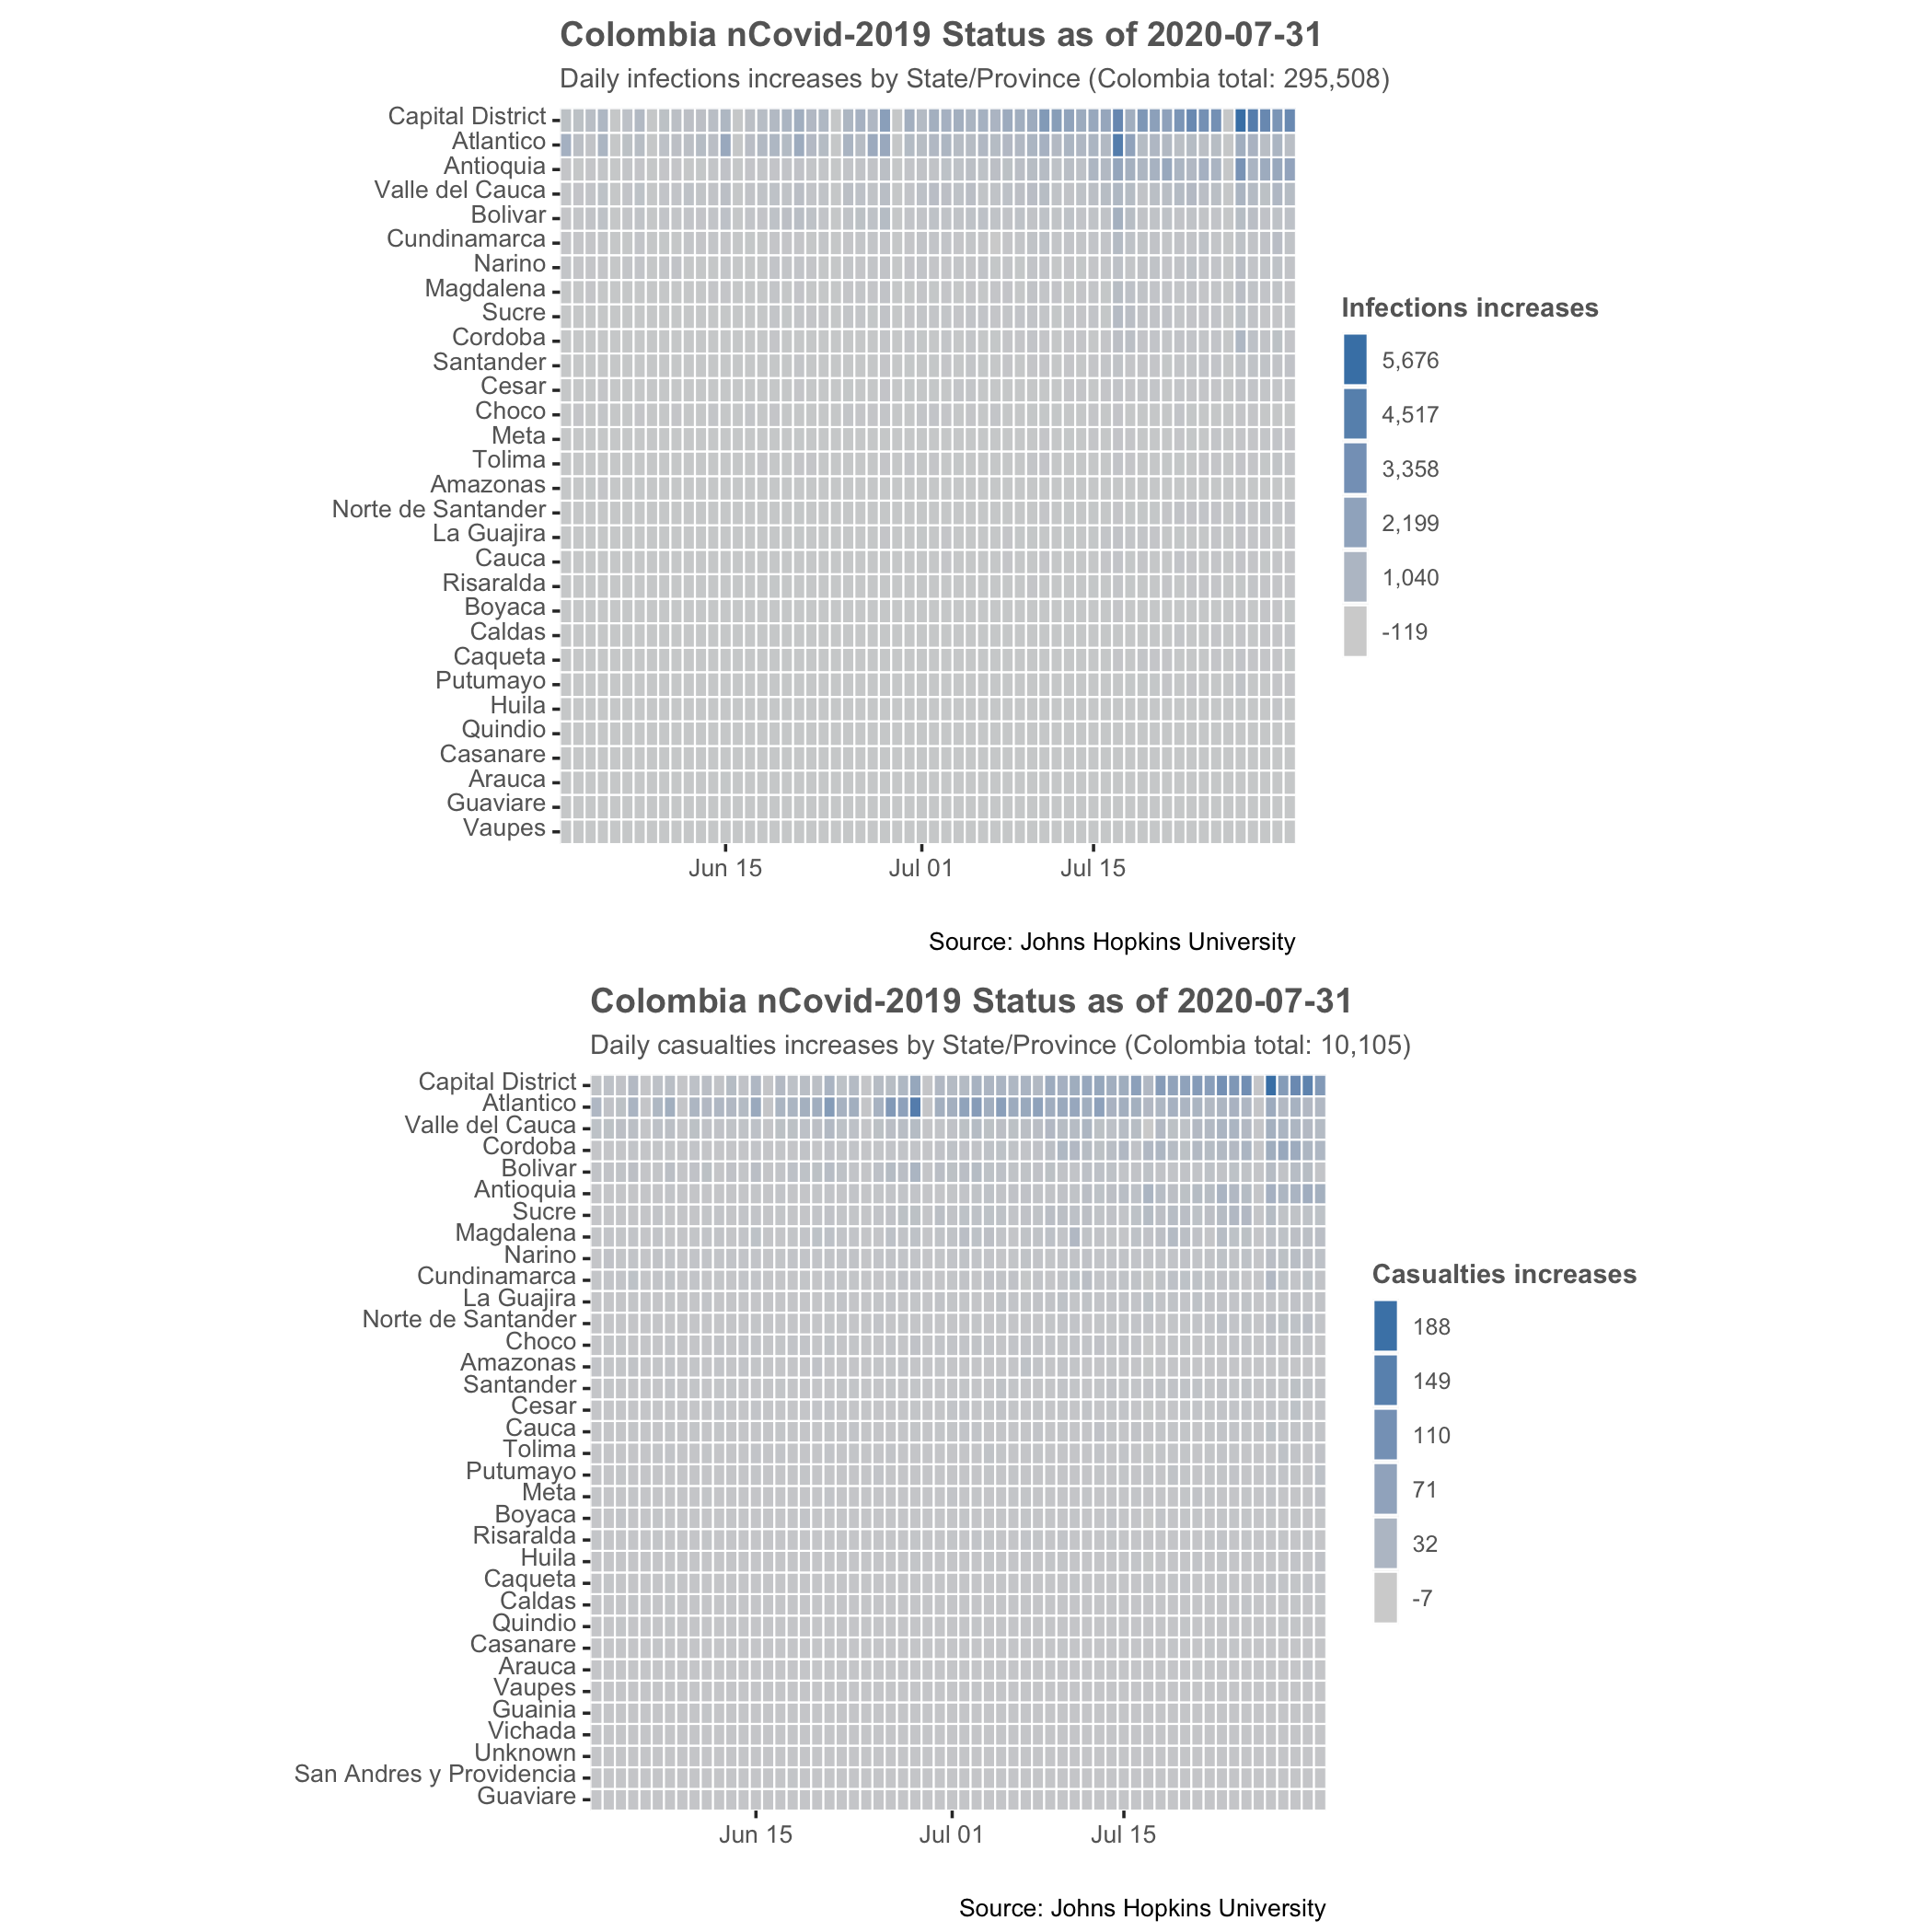 Colombia nCovid-2019 Status as of 2020-07-31
Daily infections increases by State/Province (Colombia total: 295,508)
Capital District
Atlantico
Antioquia
Valle del Cauca
Bolivar
Cundinamarca
Narino
Magdalena
Sucre
Cordoba
Santander
Cesar
Choco
Meta
Tolima
Amazonas
Norte de Santander
La Guajira
Cauca
Risaralda
Boyaca
Caldas
Caqueta
Putumayo
Huila
Quindio
Casanare
Arauca
Guaviare
Vaupes
Jun 15 Jul 01 Jul 15
Infections increases
5,676
4,517
3,358
2,199
1,040
-119
Source: Johns Hopkins University
Colombia nCovid-2019 Status as of 2020-07-31
Daily casualties increases by State/Province (Colombia total: 10,105)
Capital District
Atlantico
Valle del Cauca
Cordoba
Bolivar
Antioquia
Sucre
Magdalena
Narino
Cundinamarca
La Guajira
Norte de Santander
Choco
Amazonas
Santander
Cesar
Cauca
Tolima
Putumayo
Meta
Boyaca
Risaralda
Huila
Caqueta
Caldas
Quindio
Casanare
Arauca
Vaupes
Guainia
Vichada
Unknown
San Andres y Providencia
Guaviare
Jun 15 Jul 01 Jul 15
Casualties increases
188
149
110
71
32
-7
Source: Johns Hopkins University